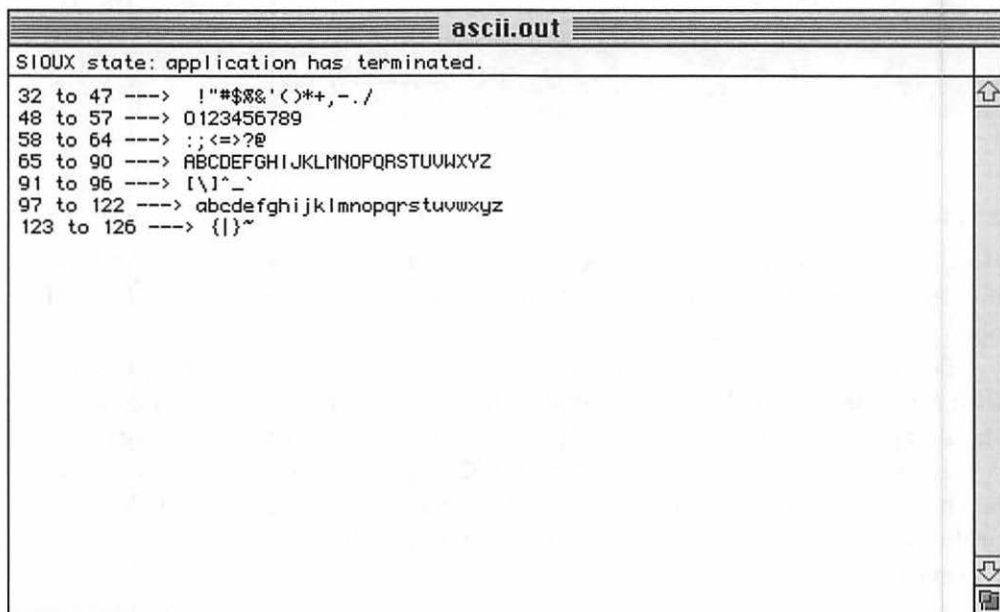 ascii.out
SIOUX state: application has terminated.
32 to 47 ---> !"#$%&'()*+,-./
48 to 57 ---> 0123456789
58 to 64 ---> :;<=>?@
65 to 90 ---> ABCDEFGHIJKLMNOPQRSTUVWXYZ
91 to 96 ---> [\]^_`
97 to 122 ---> abcdefghijklmnopqrstuvwxyz
123 to 126 ---> {|}~